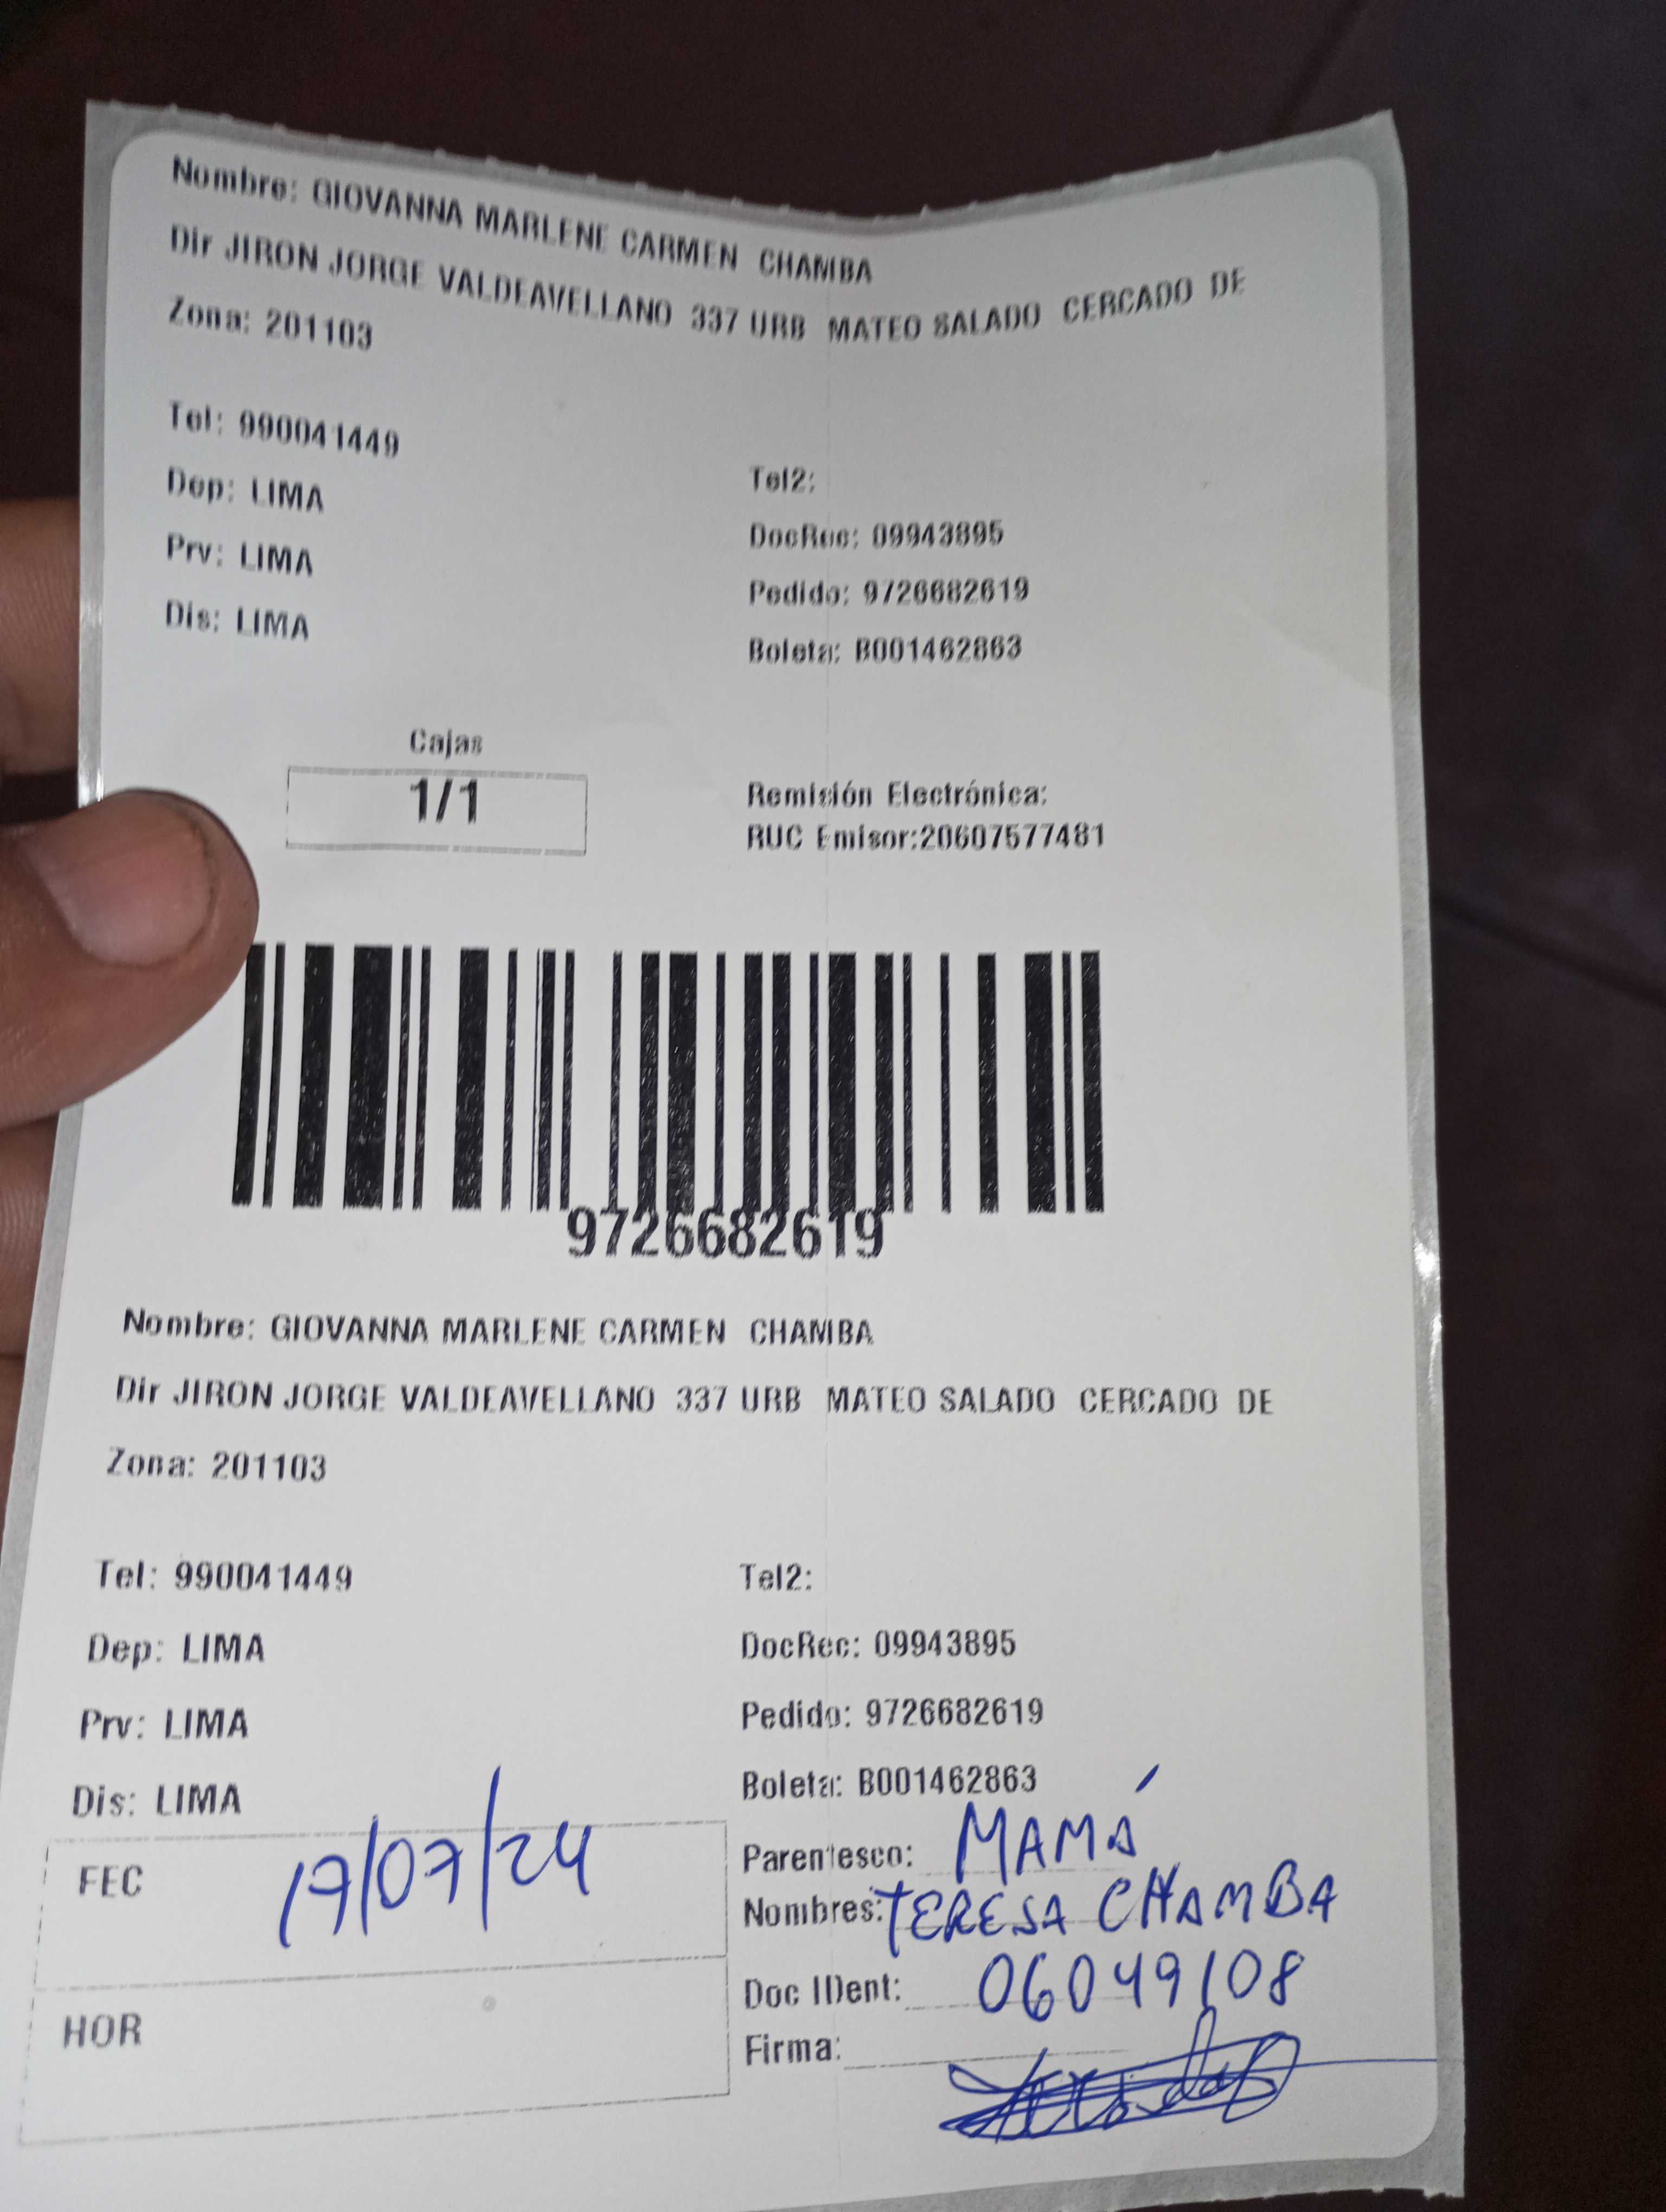 Nombre: GIOVANNA MARLENE CARMEN CHAMBA
Dir JIRON JORGE VALDEAVELLANO 337 URB MATEO SALADO CERCADO DE
Zona: 201103
Tel: 990041449
Dep: LIMA
Tel2:
Prv: LIMA
DocRec: 09943895
Dis: LIMA
Pedido: 9726682619
Boleta: B001462863
Cajas
1/1
Remisión Electrónica:
RUC Emisor:20607577481
9726682619
Nombre: GIOVANNA MARLENE CARMEN CHAMBA
Dir JIRON JORGE VALDEAVELLANO 337 URB MATEO SALADO CERCADO DE
Zona: 201103
Tel: 990041449
Tel2:
Dep: LIMA
DocRec: 09943895
Prv: LIMA
Pedido: 9726682619
Dis: LIMA
Boleta: B001462863
FEC 17/07/24
Parentesco: MAMÁ
Nombres: TERESA CHAMBA
Doc IDent: 06049108
HOR
Firma: